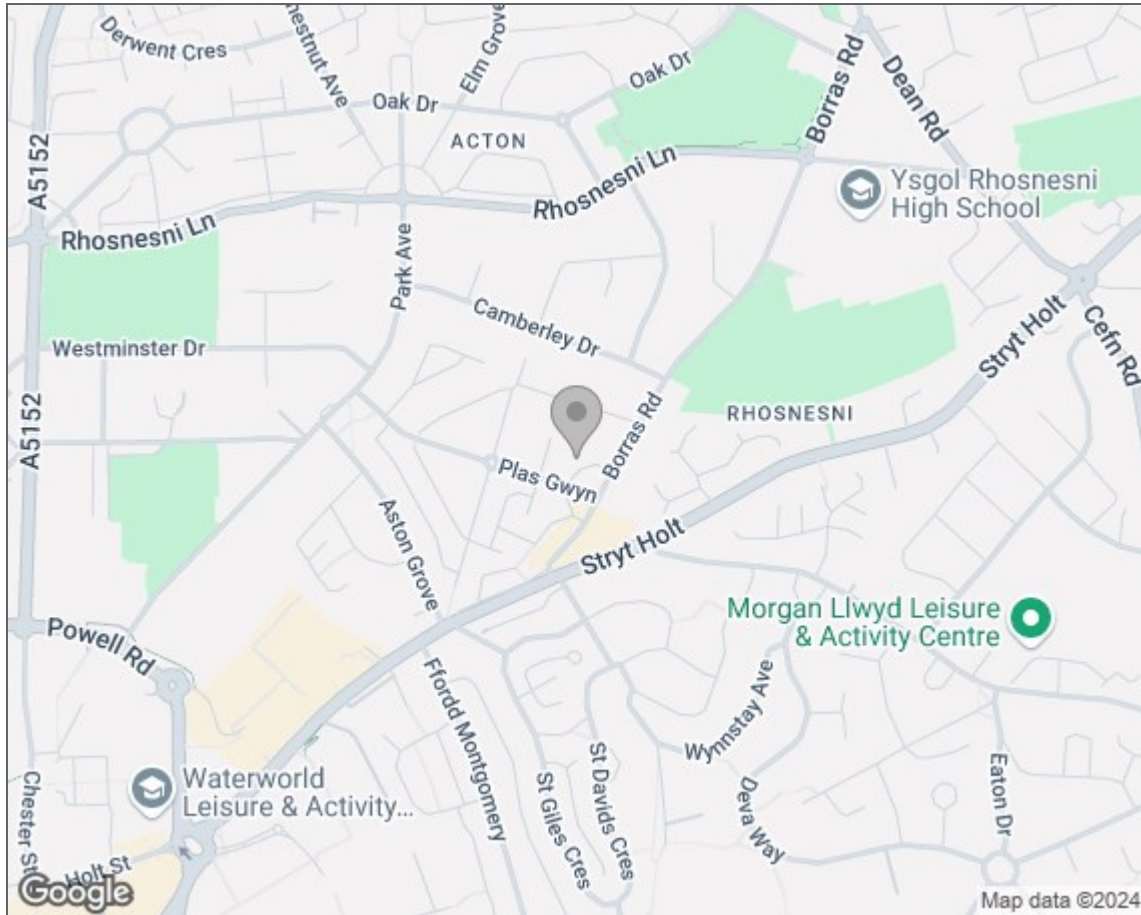 Derwent Cres
hestnut Ave
Elm Grove
Oak Dr
Oak Dr
Borras Rd
Dean Rd
ACTON
A5152
Rhosnesni Ln
Rhosnesni Ln
Ysgol Rhosnesni
High School
Park Ave
Camberley Dr
Stryt Holt
Cefn Rd
Westminster Dr
A5152
Borras Rd
RHOSNESNI
Plas Gwyn
Aston Grove
Stryt Holt
Morgan Llwyd Leisure
& Activity Centre
Powell Rd
Ffordd Montgomery
Wynnstay Ave
St Giles Cres
St Davids Cres
Deva Way
Eaton Dr
Waterworld
Leisure & Activity...
Chester St
Holt St
Google
Map data ©2024